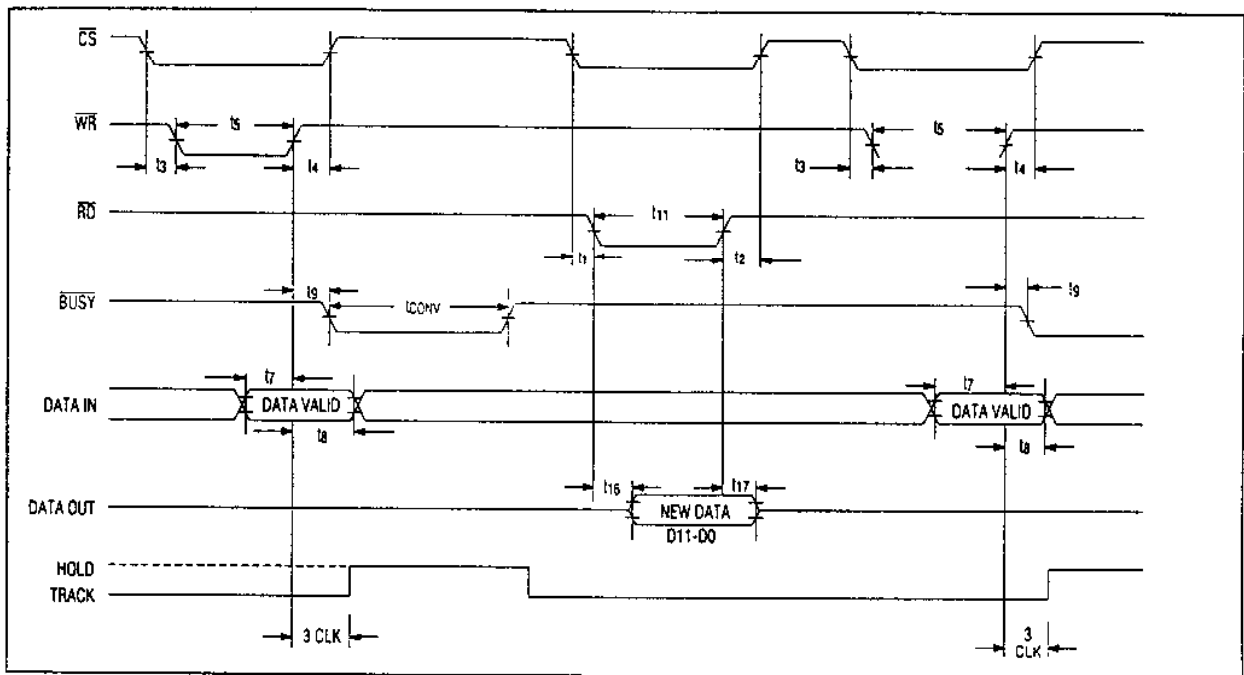 CS
WR
t5
t5
t3
t4
t3
t4
RD
t11
t1
t2
BUSY
t9
tCONV
t9
DATA IN
t7
DATA VALID
t8
t7
DATA VALID
t8
DATA OUT
t16
t17
NEW DATA
D11-D0
HOLD
TRACK
3 CLK
3
CLK